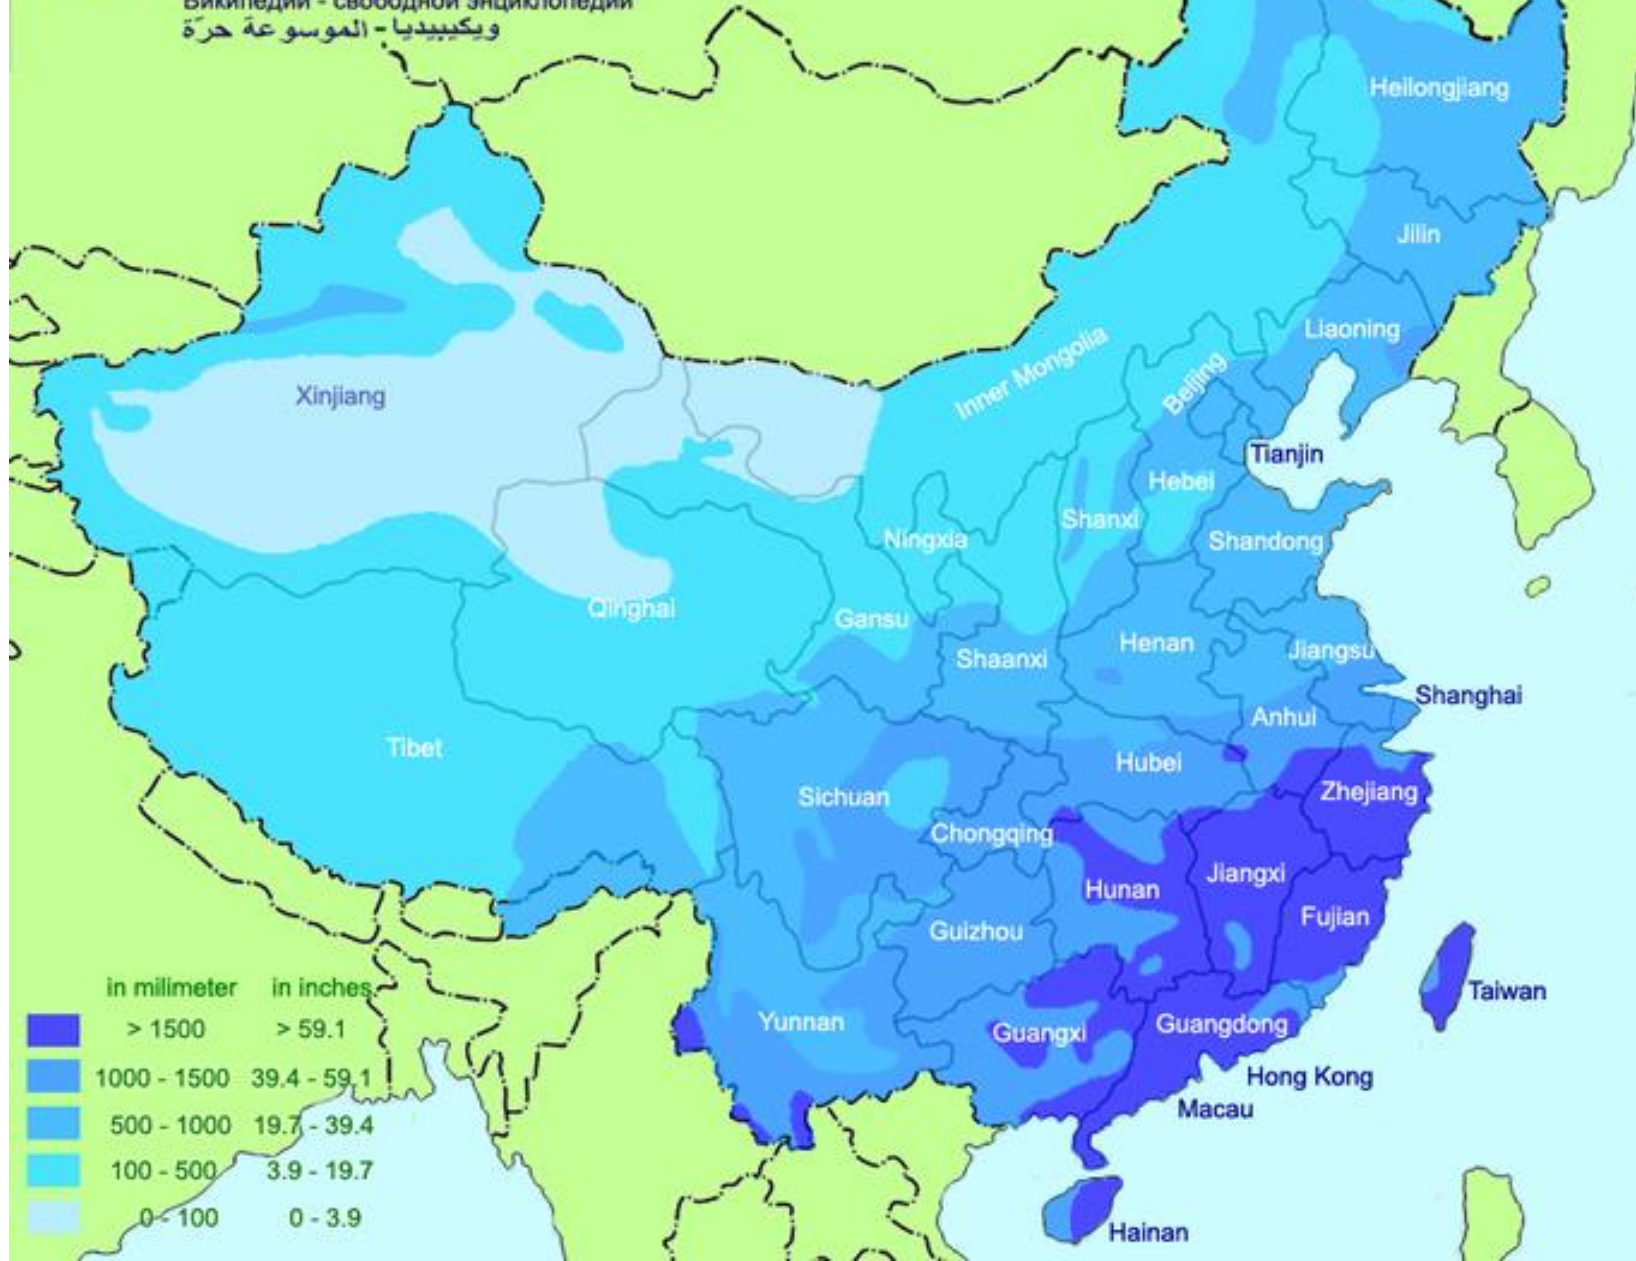 Википедии - свободной энциклопедии
ويكيبيديا - الموسوعة حرّة
Heilongjiang
Jilin
Liaoning
Inner Mongolia
Beijing
Xinjiang
Tianjin
Hebei
Shanxi
Ningxia
Shandong
Qinghai
Gansu
Henan
Jiangsu
Shaanxi
Shanghai
Anhui
Tibet
Hubei
Sichuan
Zhejiang
Chongqing
Jiangxi
Hunan
Fujian
Guizhou
Taiwan
Yunnan
Guangxi
Guangdong
Hong Kong
Macau
Hainan
in milimeter in inches
> 1500 > 59.1
1000 - 1500 39.4 - 59.1
500 - 1000 19.7 - 39.4
100 - 500 3.9 - 19.7
0 - 100 0 - 3.9